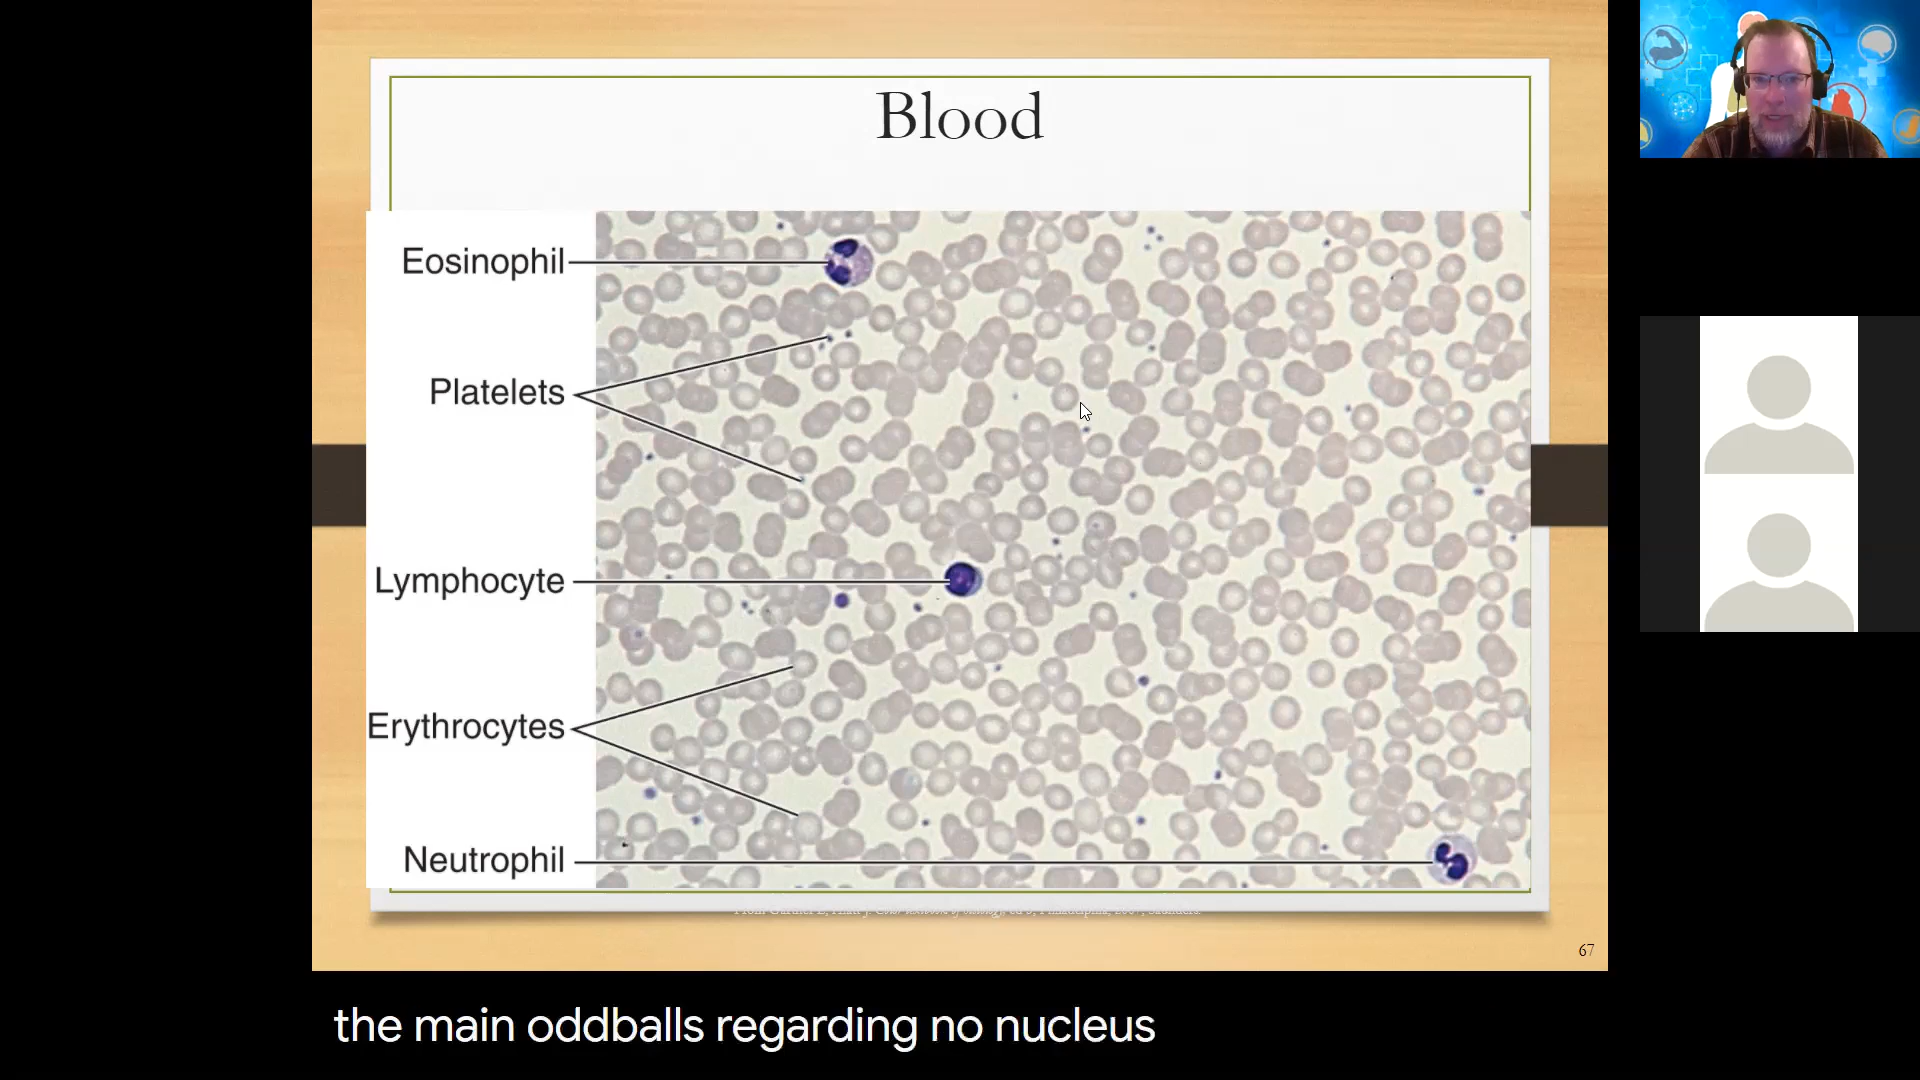 Blood
Eosinophil
Platelets
Lymphocyte
Erythrocytes
Neutrophil
67
the main oddballs regarding no nucleus